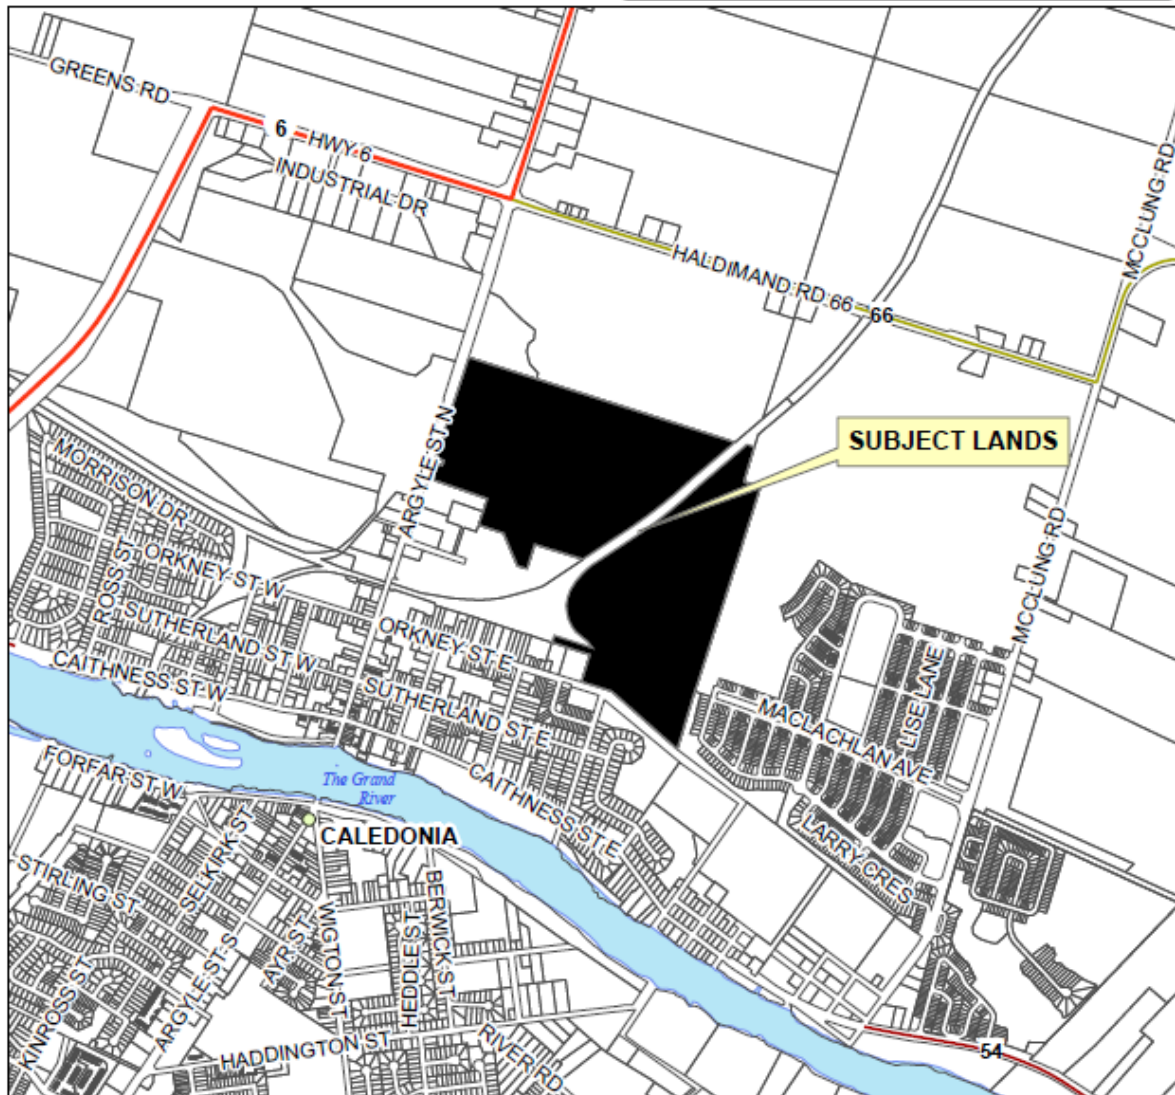 GREENS RD
6
HWY 6
INDUSTRIAL DR
MCCLUNG RD
HALDIMAND RD 66
66
SUBJECT LANDS
ARGYLE ST N
MORRISON DR
ROSS ST
ORKNEY ST W
SUTHERLAND ST W
CAITHNESS ST W
MCCLUNG RD
ORKNEY ST E
SUTHERLAND ST E
CAITHNESS ST E
LISE LANE
MACLACHLAN AVE
LARRY CRES
The Grand
River
FORFAR ST W
CALEDONIA
SELKIRK ST
STIRLING ST
BERWICK ST
HEDDLE ST
WIGTON ST
AYR ST
ARGYLE ST S
KINROSS ST
HADDINGTON ST
RIVER RD
54